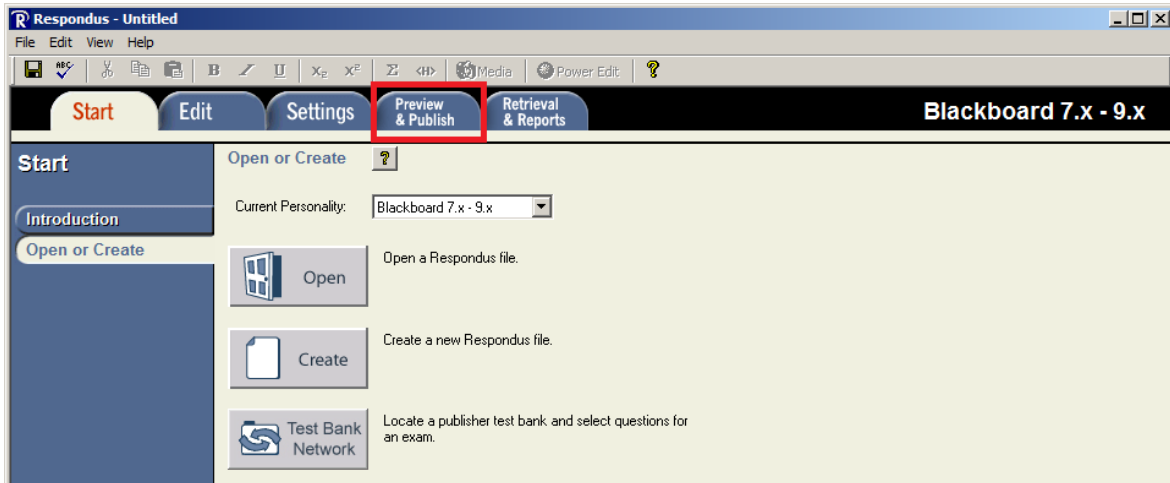 Respondus - Untitled
File Edit View Help
ABC B I U X₂ X² Σ <H> Media Power Edit ?
Start Edit Settings Preview & Publish Retrieval & Reports Blackboard 7.x - 9.x
Start
Introduction
Open or Create
Open or Create ?
Current Personality: Blackboard 7.x - 9.x
Open Open a Respondus file.
Create Create a new Respondus file.
Test Bank Network Locate a publisher test bank and select questions for
an exam.